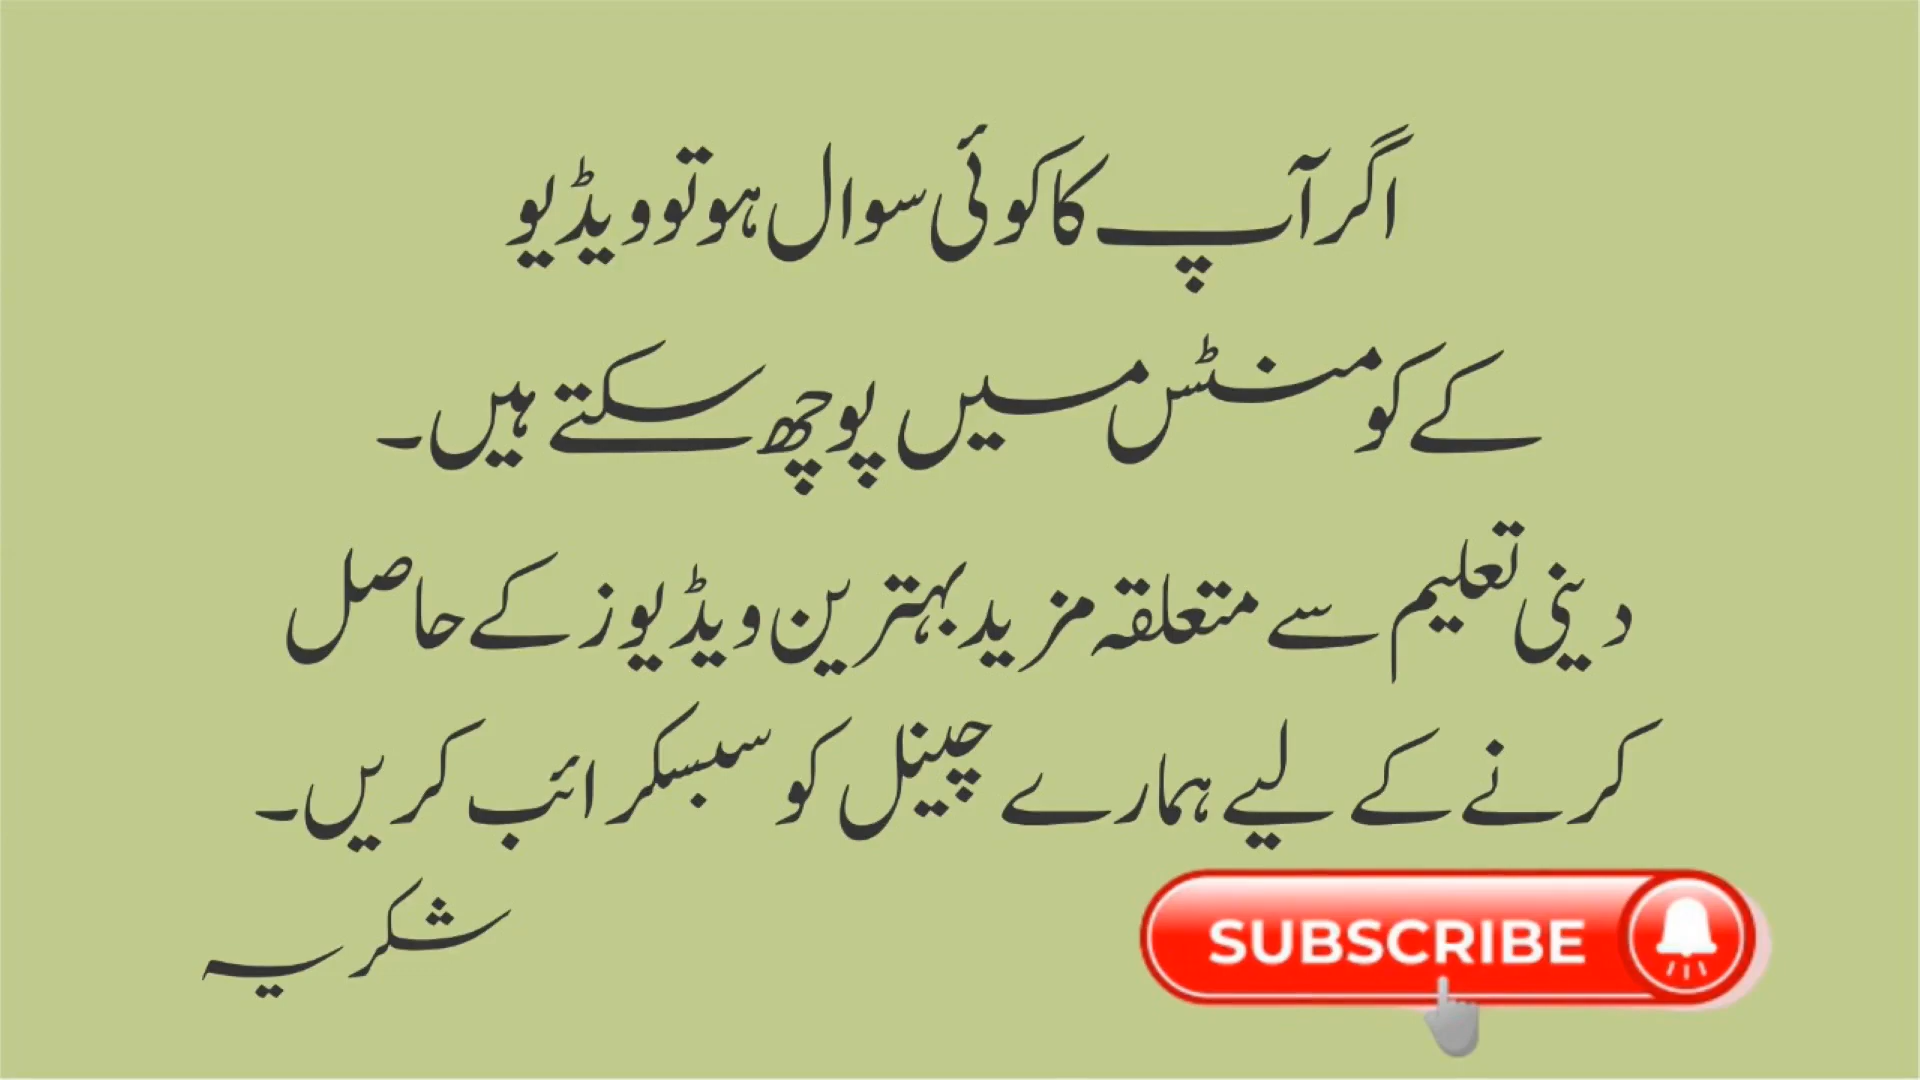 اگر آپ کا کوئی سوال ہو تو ویڈیو
کے کومنٹس میں پوچھ سکتے ہیں۔
دینی تعلیم سے متعلقہ مزید بہترین ویڈیوز کے حاصل
کرنے کے لیے ہمارے چینل کو سبسکرائب کریں۔
شکریہ
SUBSCRIBE